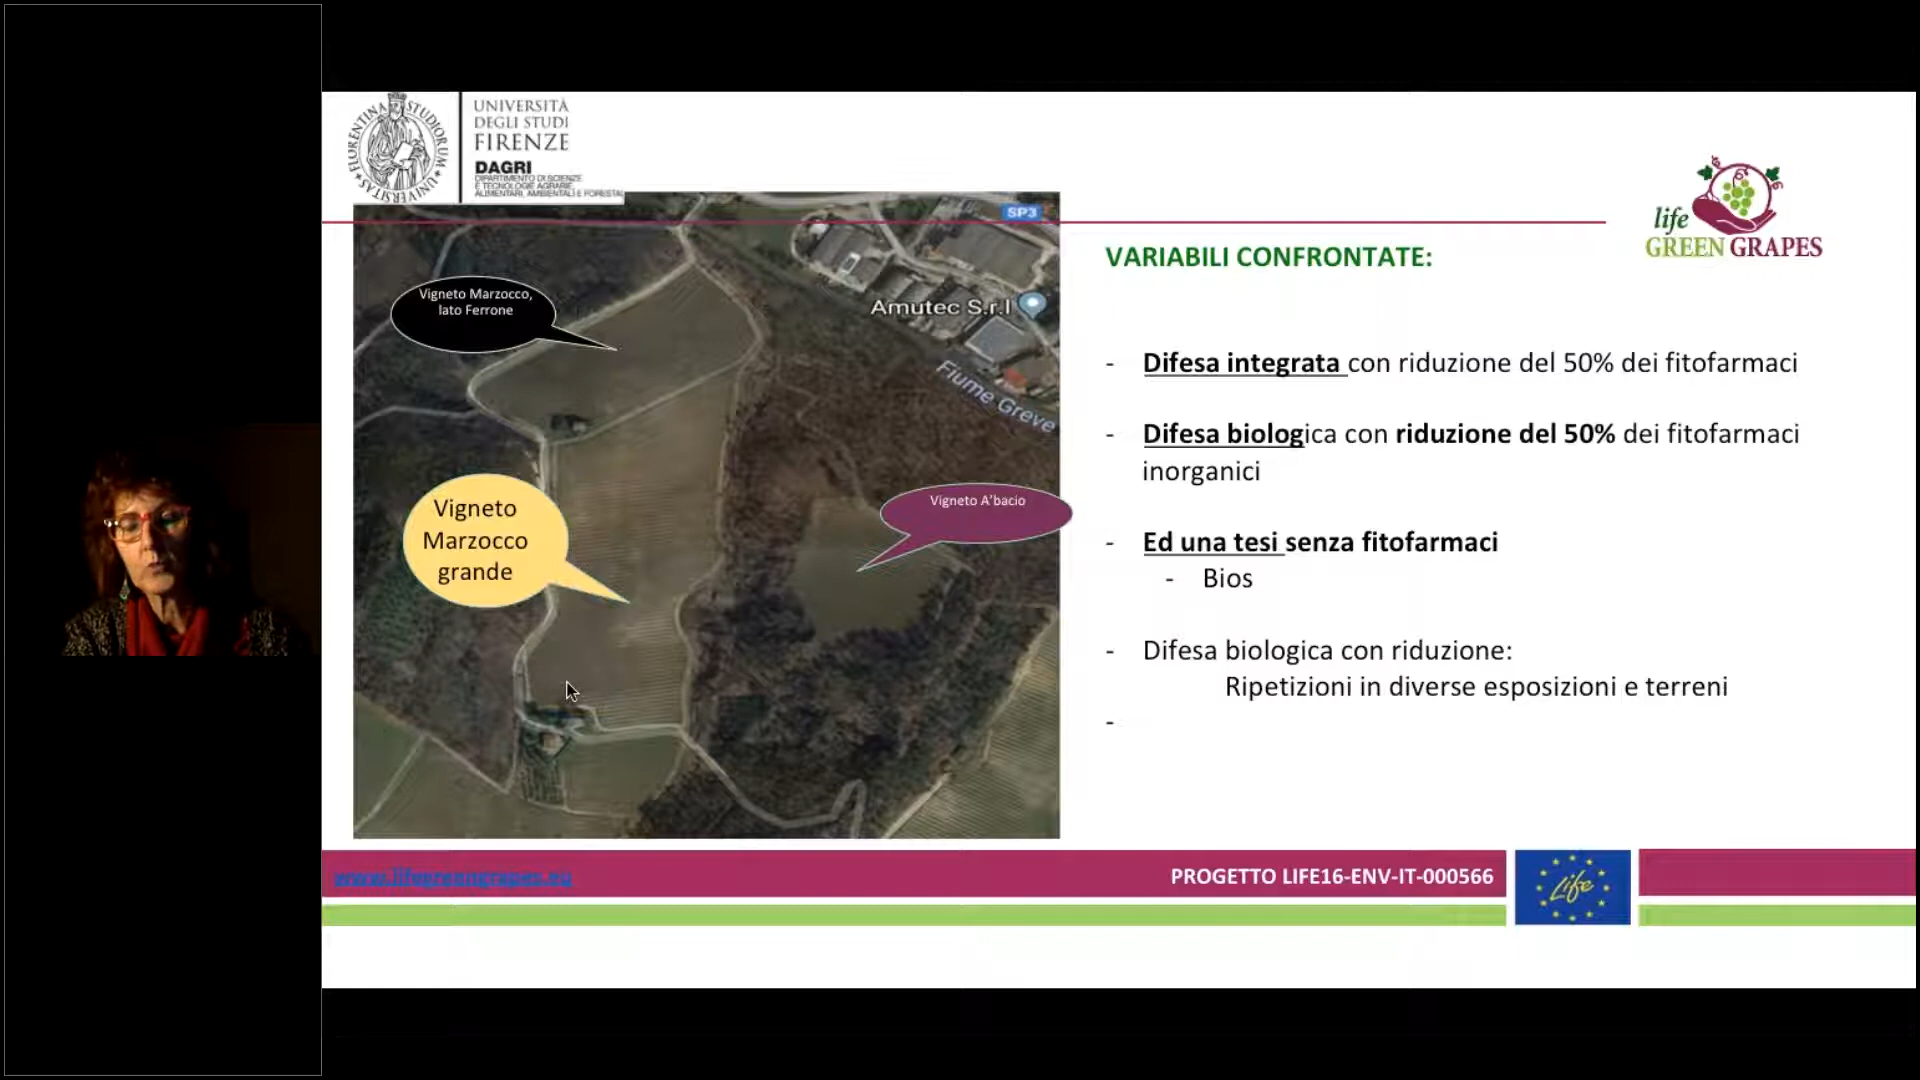 FLORENTINA STUDIORUM UNIVERSITAS
UNIVERSITÀ
DEGLI STUDI
FIRENZE
DAGRI
DIPARTIMENTO DI SCIENZE
E TECNOLOGIE AGRARIE,
ALIMENTARI, AMBIENTALI E FORESTALI
life
GREEN GRAPES
SP3
Amutec S.r.l
Fiume Greve
Vigneto Marzocco,
lato Ferrone
Vigneto
Marzocco
grande
Vigneto A'bacio
VARIABILI CONFRONTATE:
- Difesa integrata con riduzione del 50% dei fitofarmaci
- Difesa biologica con riduzione del 50% dei fitofarmaci
inorganici
- Ed una tesi senza fitofarmaci
- Bios
- Difesa biologica con riduzione:
Ripetizioni in diverse esposizioni e terreni
-
www.lifegreengrapes.eu
PROGETTO LIFE16-ENV-IT-000566
Life